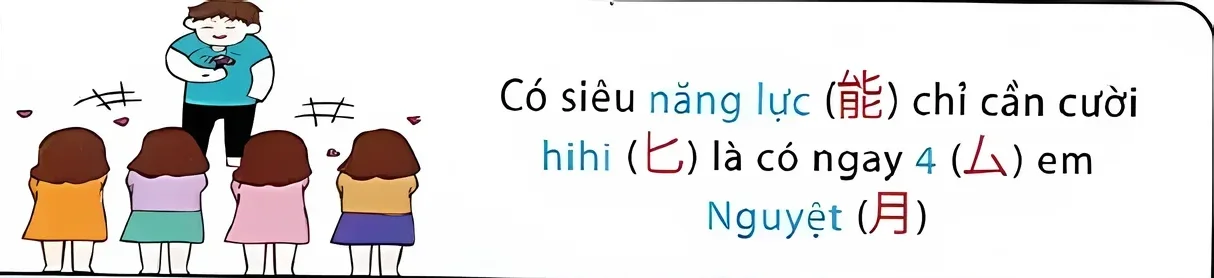 Có siêu năng lực (能) chỉ cần cười
hihi (匕) là có ngay 4 (厶) em
Nguyệt (月)